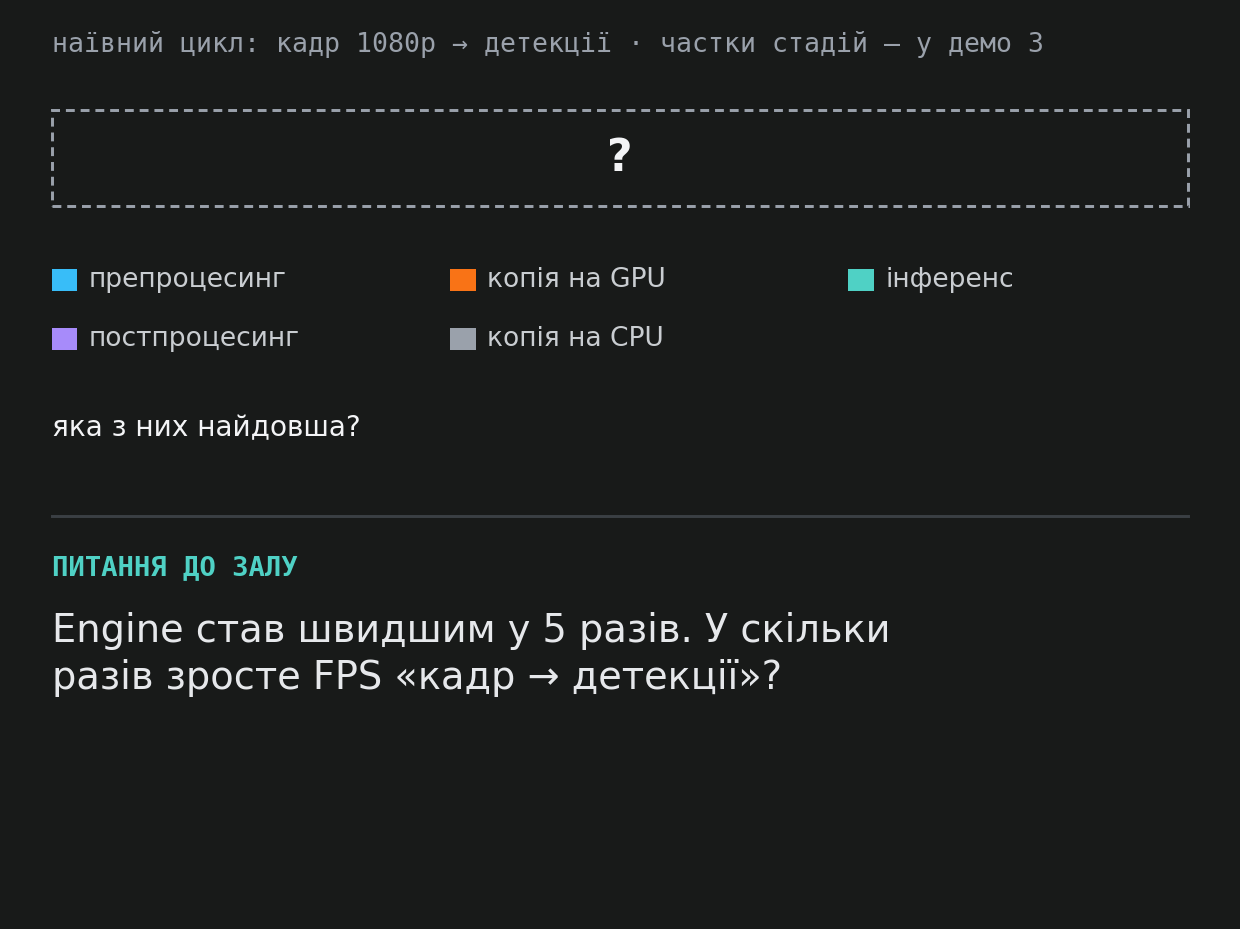 наївний цикл: кадр 1080p → детекції · частки стадій — у демо 3
?
препроцесинг
копія на GPU
інференс
постпроцесинг
копія на CPU
яка з них найдовша?
ПИТАННЯ ДО ЗАЛУ
Engine став швидшим у 5 разів. У скільки
разів зросте FPS «кадр → детекції»?